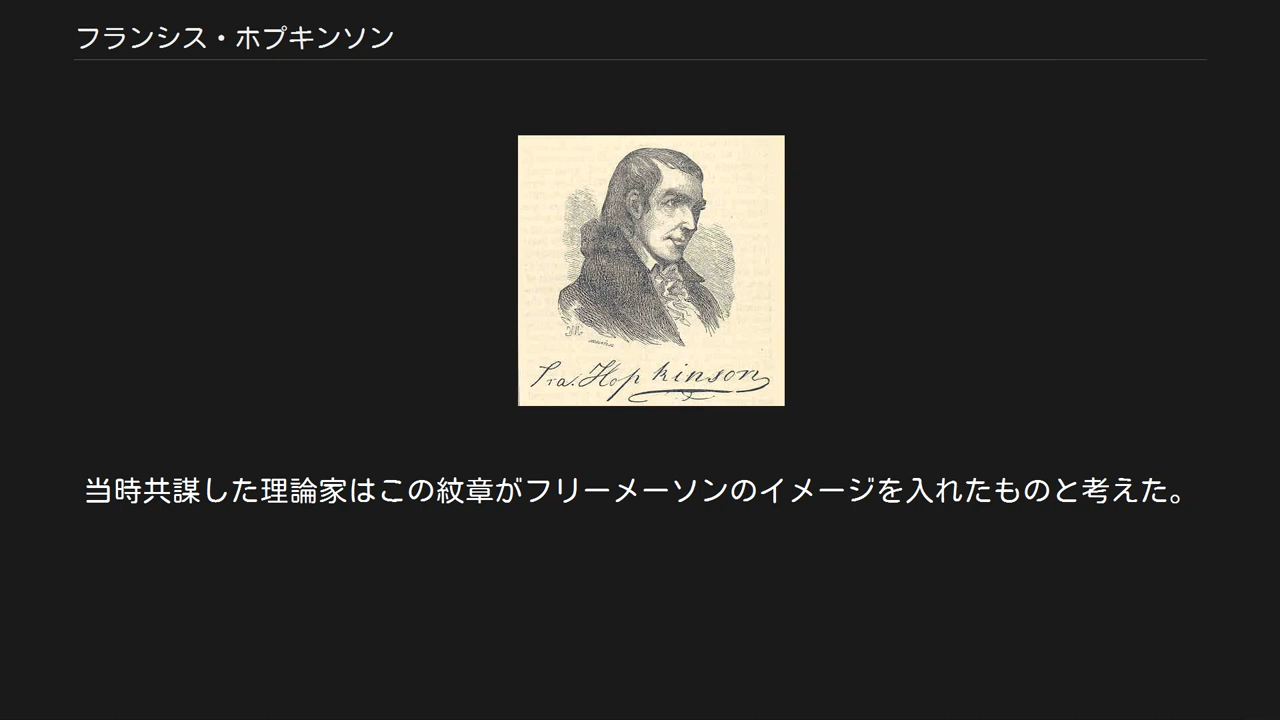 フランシス・ホプキンソン
Fra. Hopkinson
当時共謀した理論家はこの紋章がフリーメーソンのイメージを入れたものと考えた。